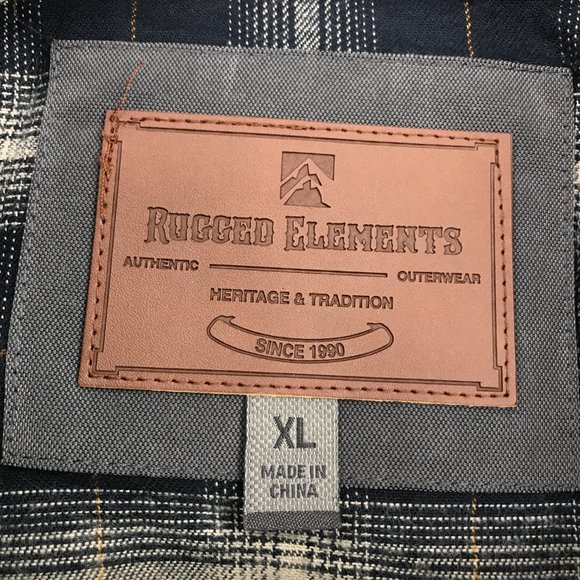 RUGGED ELEMENTS
AUTHENTIC OUTERWEAR
HERITAGE & TRADITION
SINCE 1990
XL
MADE IN
CHINA